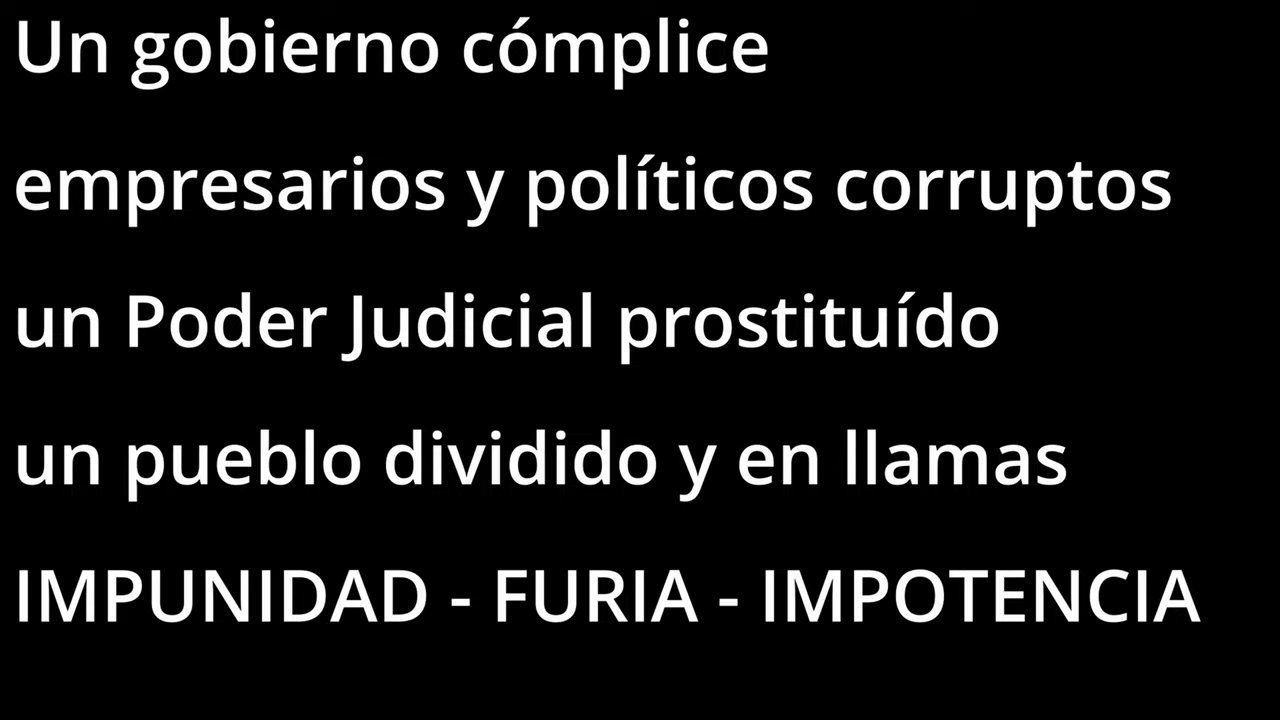 Un gobierno cómplice
empresarios y políticos corruptos
un Poder Judicial prostituído
un pueblo dividido y en llamas
IMPUNIDAD - FURIA - IMPOTENCIA